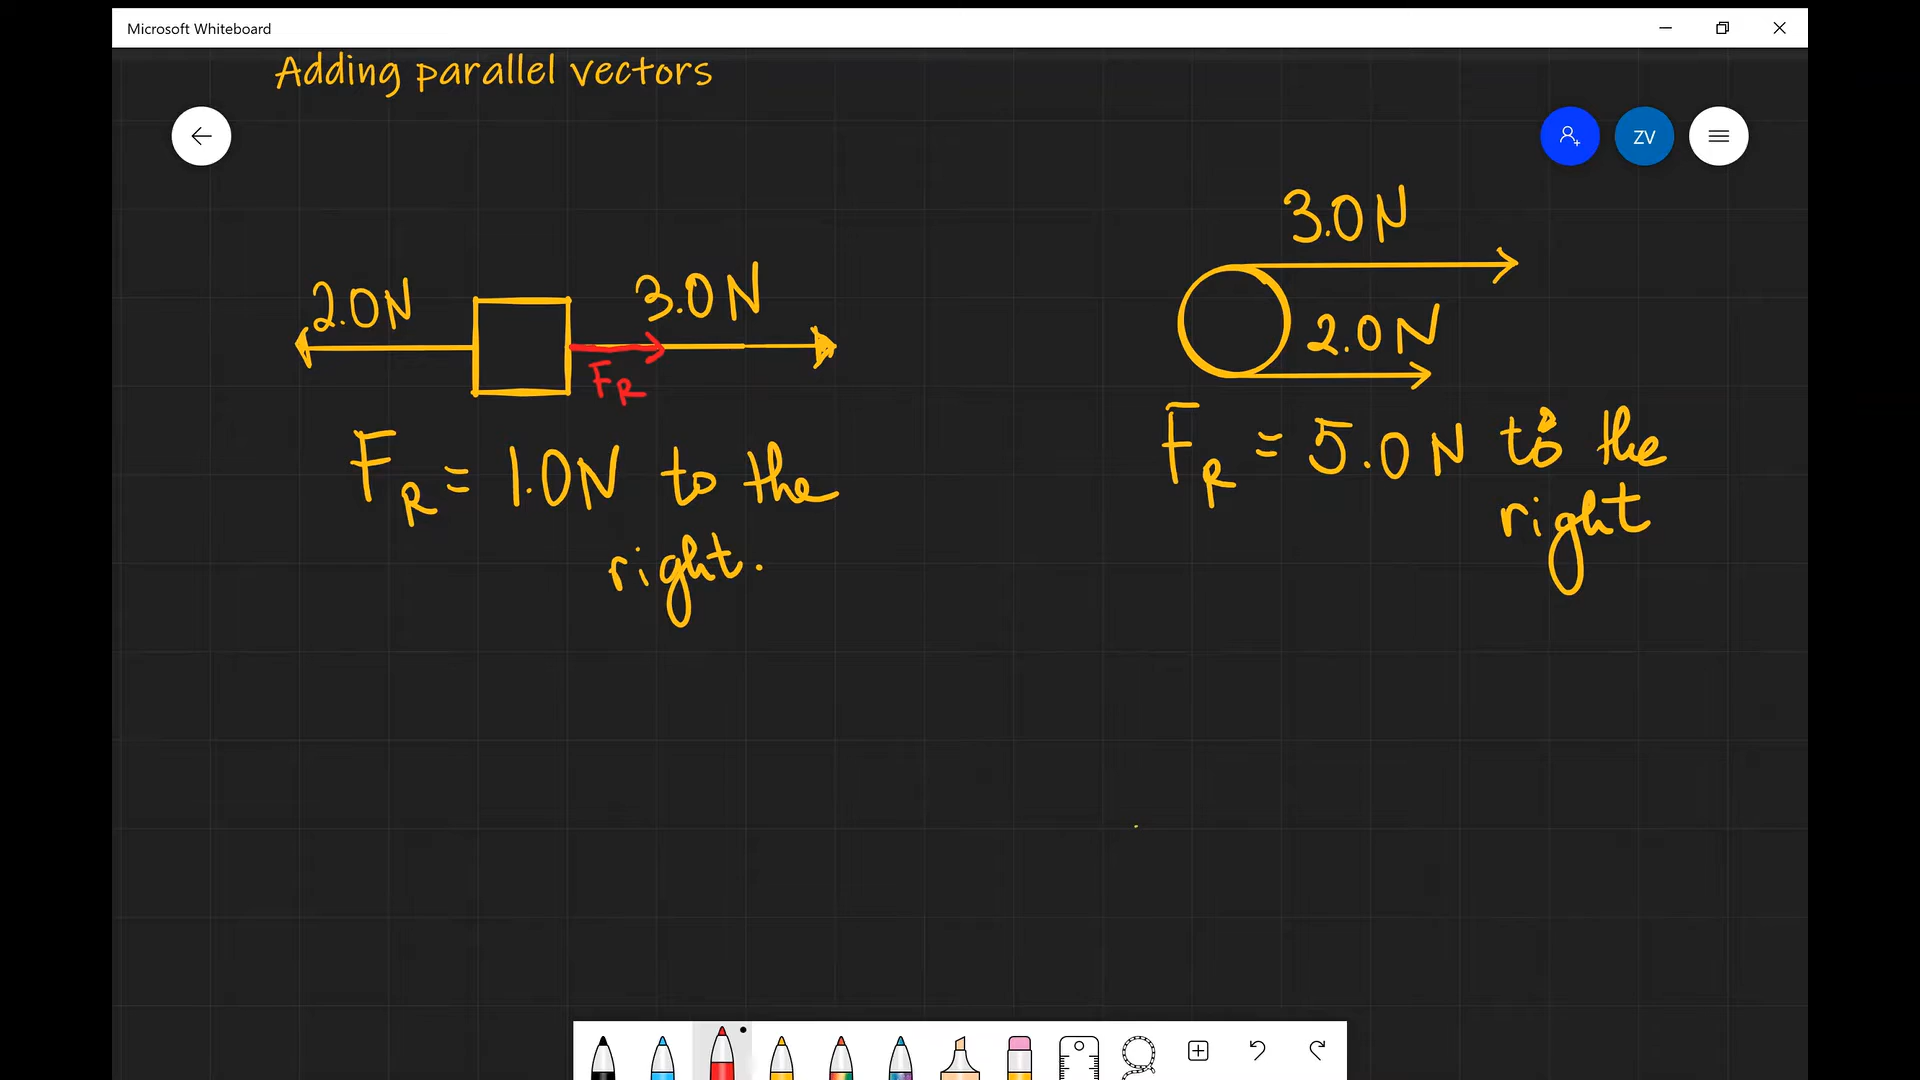 Microsoft Whiteboard
Adding parallel vectors
ZV
2.0N
3.0N
FR
FR = 1.0N to the
right.
3.0N
2.0N
FR = 5.0N to the
right